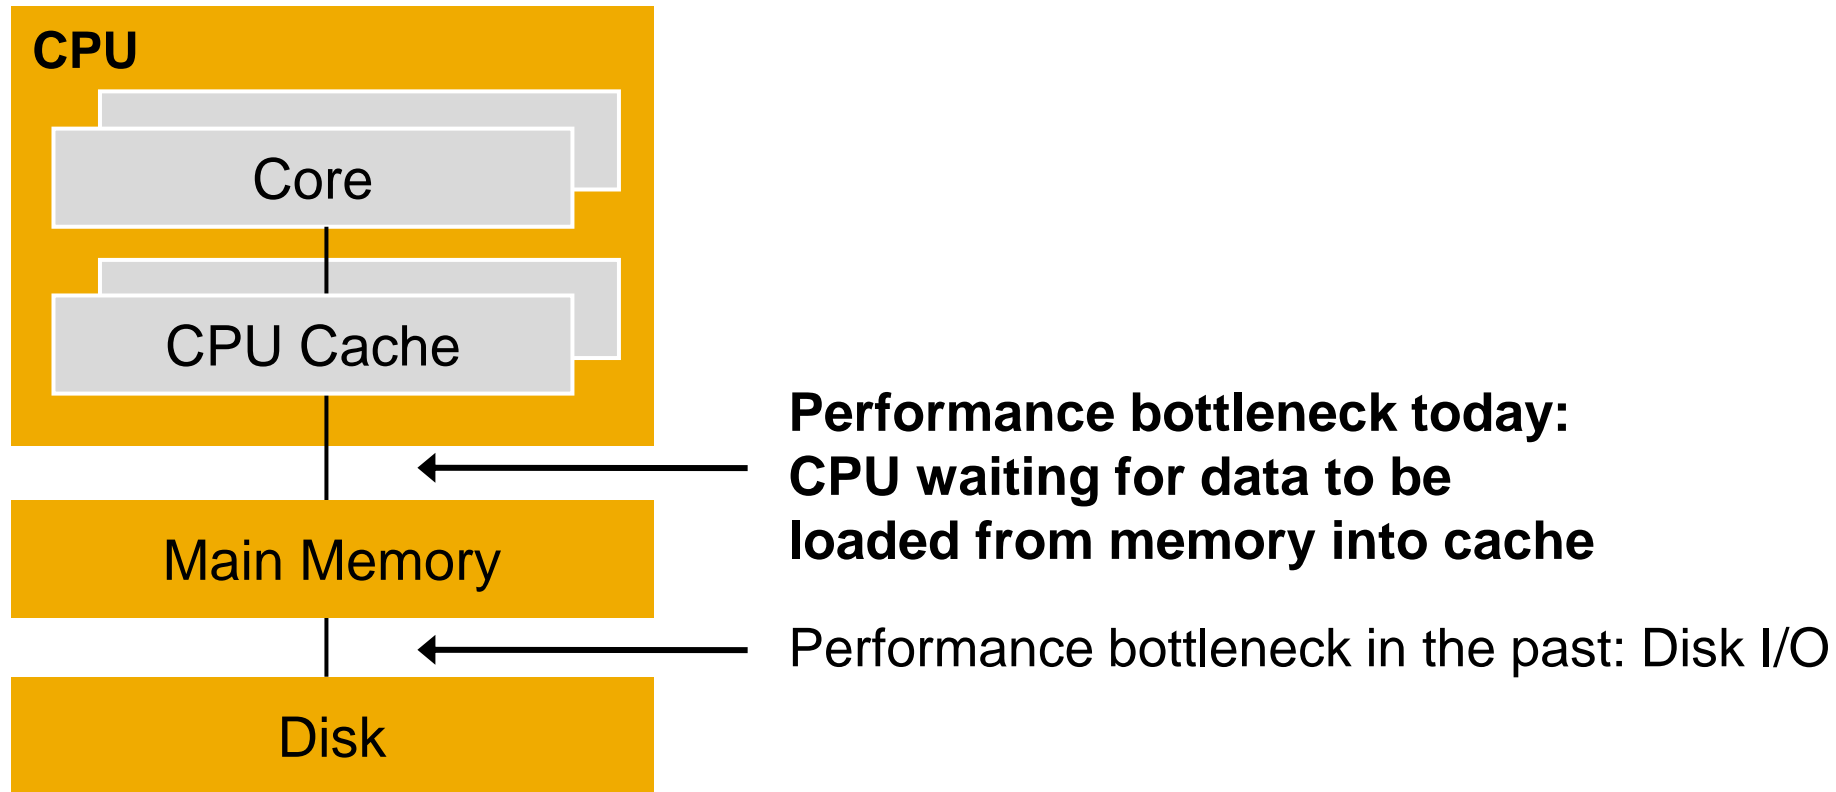 CPU
Core
CPU Cache
Performance bottleneck today:
CPU waiting for data to be
loaded from memory into cache
Main Memory
Performance bottleneck in the past: Disk I/O
Disk